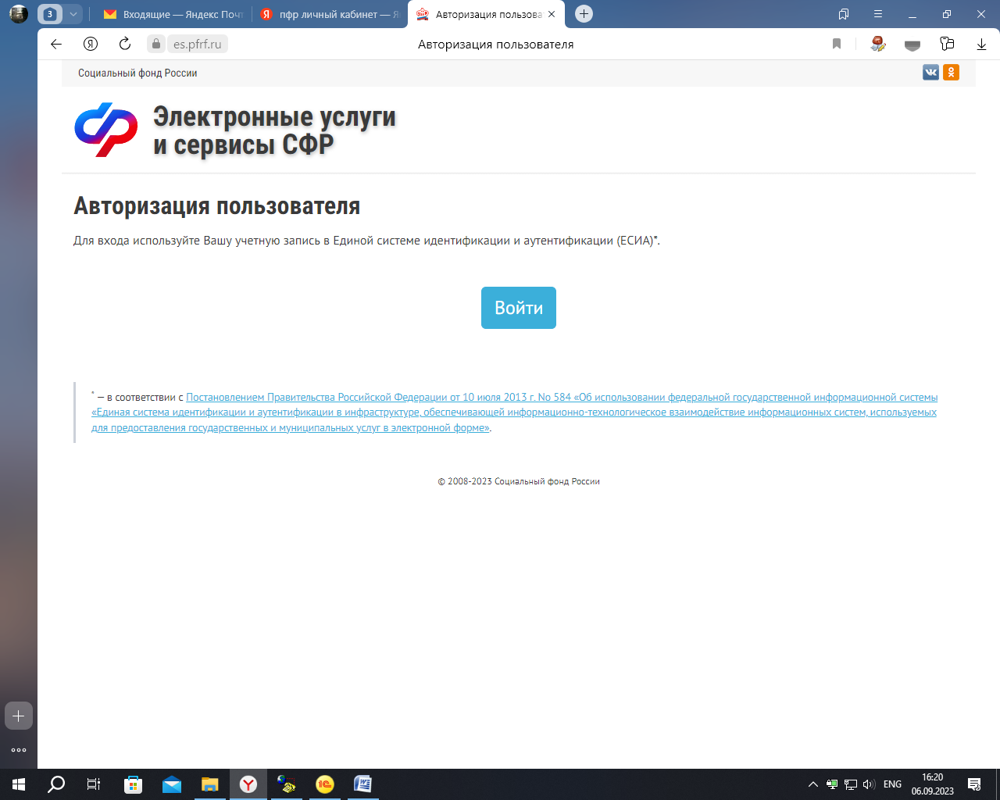 3
Входящие — Яндекс Почт
пфр личный кабинет — Я
Авторизация пользова
Я
es.pfrf.ru
Авторизация пользователя
Социальный фонд России
Электронные услуги
и сервисы СФР
Авторизация пользователя
Для входа используйте Вашу учетную запись в Единой системе идентификации и аутентификации (ЕСИА)*.
Войти
* — в соответствии с Постановлением Правительства Российской Федерации от 10 июля 2013 г. No 584 «Об использовании федеральной государственной информационной системы
«Единая система идентификации и аутентификации в инфраструктуре, обеспечивающей информационно-технологическое взаимодействие информационных систем, используемых
для предоставления государственных и муниципальных услуг в электронной форме».
© 2008-2023 Социальный фонд России
ENG
16:20
06.09.2023